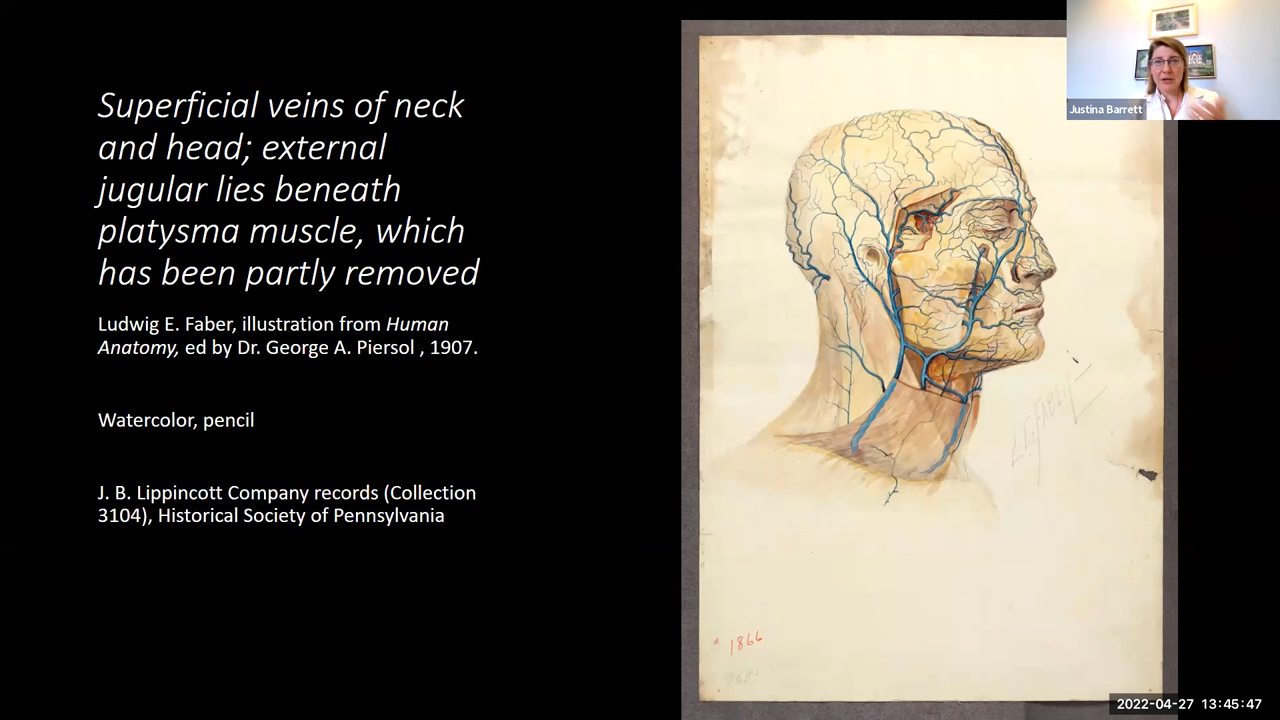 Superficial veins of neck
and head; external
jugular lies beneath
platysma muscle, which
has been partly removed
Ludwig E. Faber, illustration from Human
Anatomy, ed by Dr. George A. Piersol , 1907.
Watercolor, pencil
J. B. Lippincott Company records (Collection
3104), Historical Society of Pennsylvania
Justina Barrett
L.E.FABER
1866
2022-04-27 13:45:47